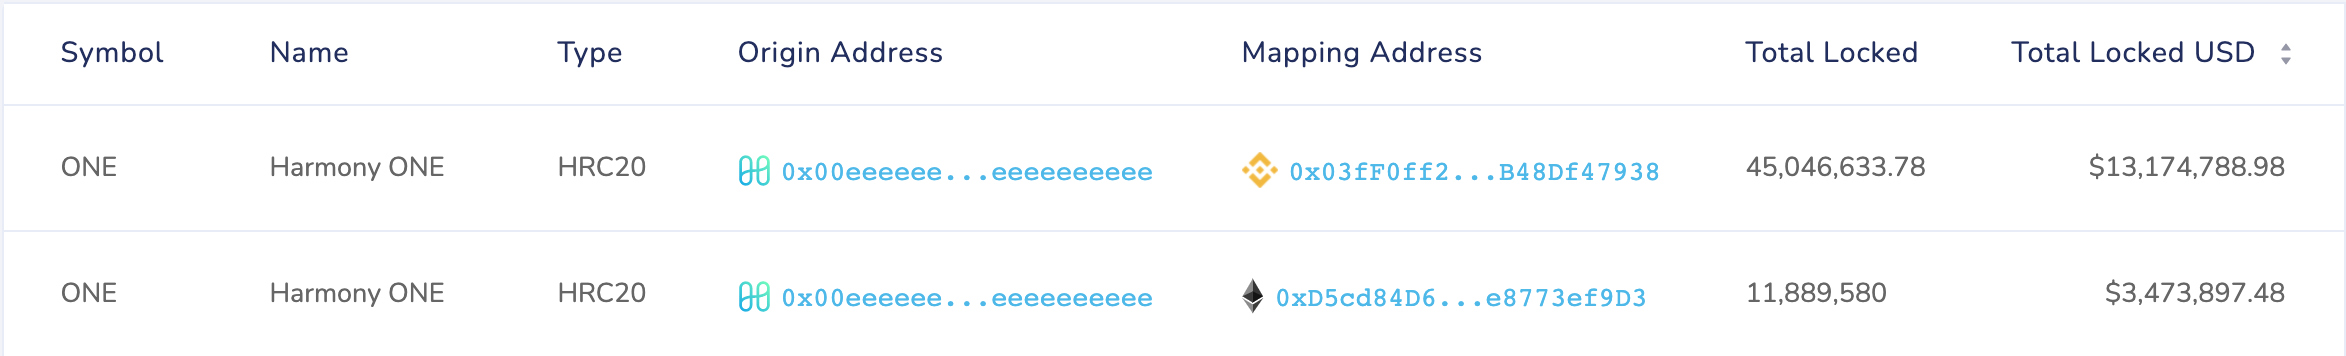 Symbol Name Type Origin Address Mapping Address Total Locked Total Locked USD
ONE Harmony ONE HRC20 0x00eeeeee...eeeeeeeeee 0x03fF0ff2...B48Df47938 45,046,633.78 $13,174,788.98
ONE Harmony ONE HRC20 0x00eeeeee...eeeeeeeeee 0xD5cd84D6...e8773ef9D3 11,889,580 $3,473,897.48